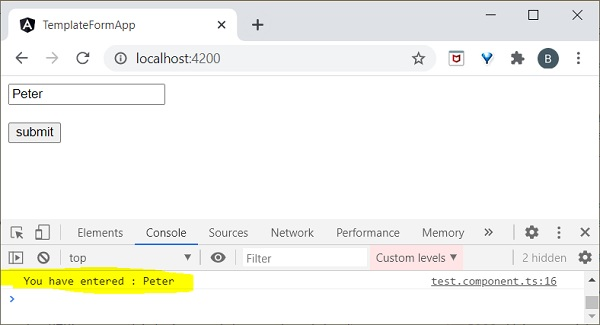 TemplateFormApp
localhost:4200
B
Peter
submit
Elements Console Sources Network Performance Memory
top Filter Custom levels 2 hidden
You have entered : Peter test.component.ts:16